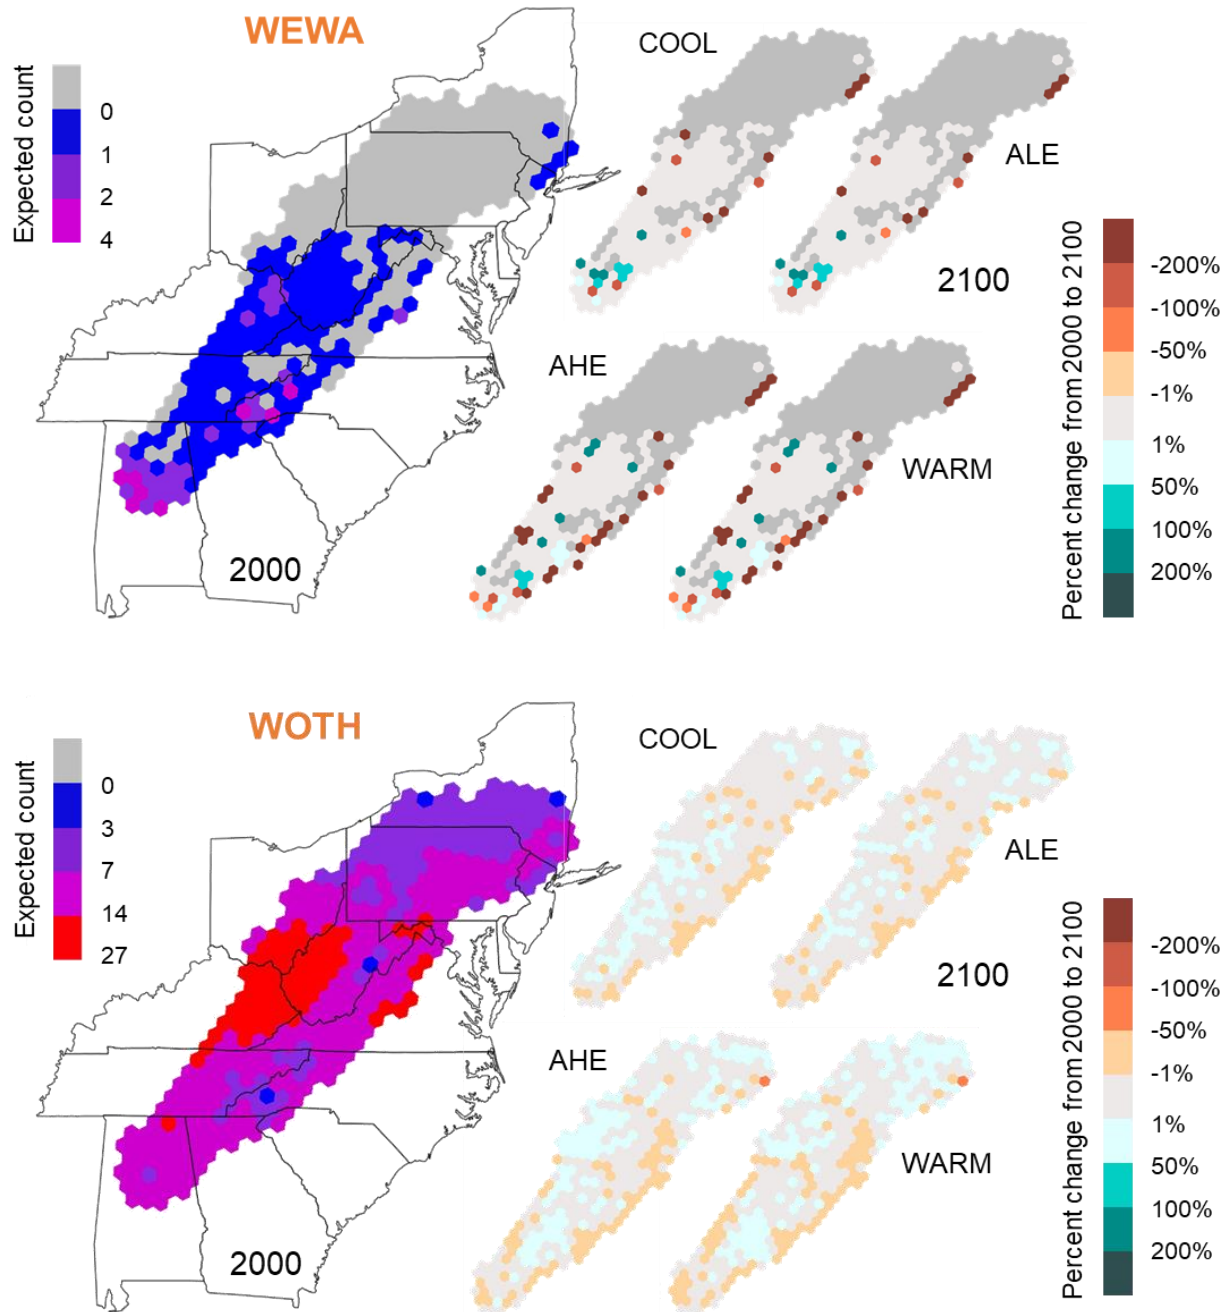 WEWA
Expected count
0
1
2
4
2000
COOL
ALE
2100
AHE
WARM
Percent change from 2000 to 2100
-200%
-100%
-50%
-1%
1%
50%
100%
200%
WOTH
Expected count
0
3
7
14
27
2000
COOL
ALE
2100
AHE
WARM
Percent change from 2000 to 2100
-200%
-100%
-50%
-1%
1%
50%
100%
200%